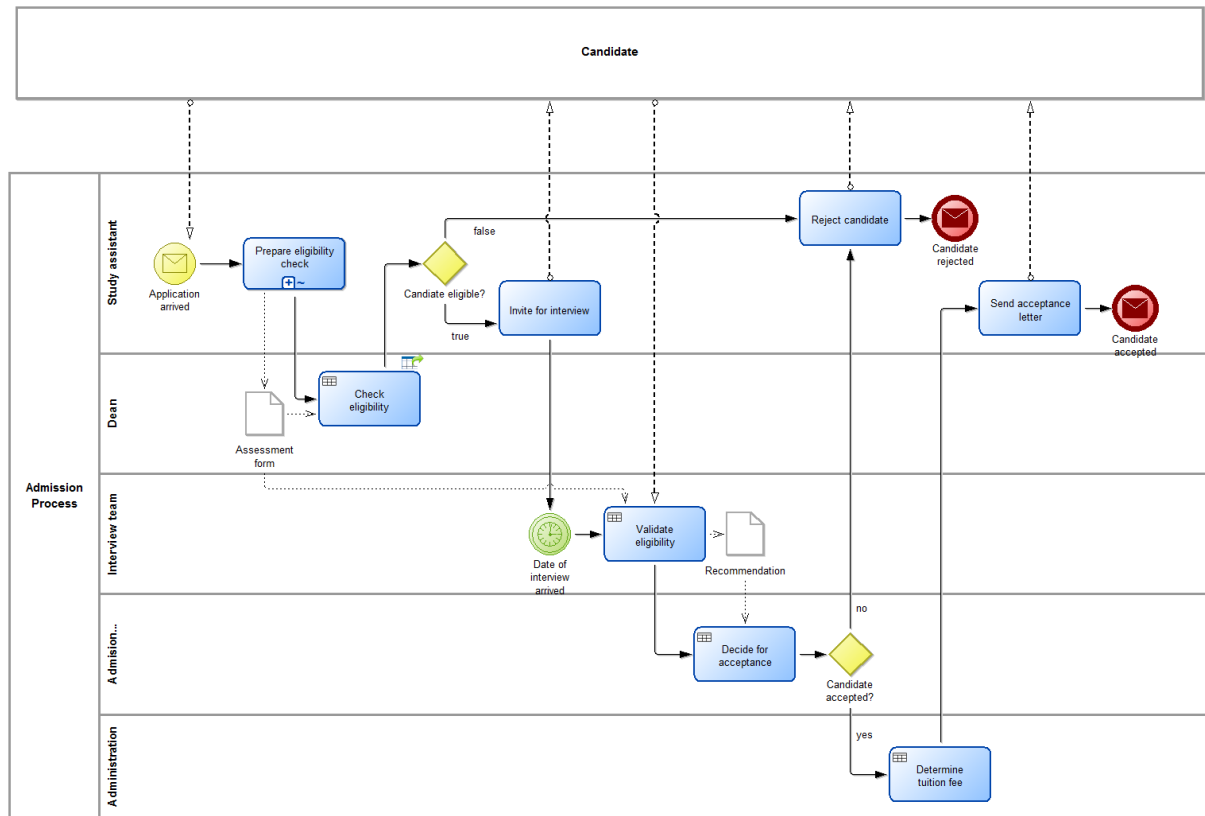 Candidate
Admission
Process
Study assistant
Dean
Interview team
Admision...
Administration
Application
arrived
Prepare eligibility
check
Candiate eligible?
false
true
Invite for interview
Reject candidate
Candidate
rejected
Send acceptance
letter
Candidate
accepted
Check
eligibility
Assessment
form
Date of
interview
arrived
Validate
eligibility
Recommendation
Decide for
acceptance
no
Candidate
accepted?
yes
Determine
tuition fee